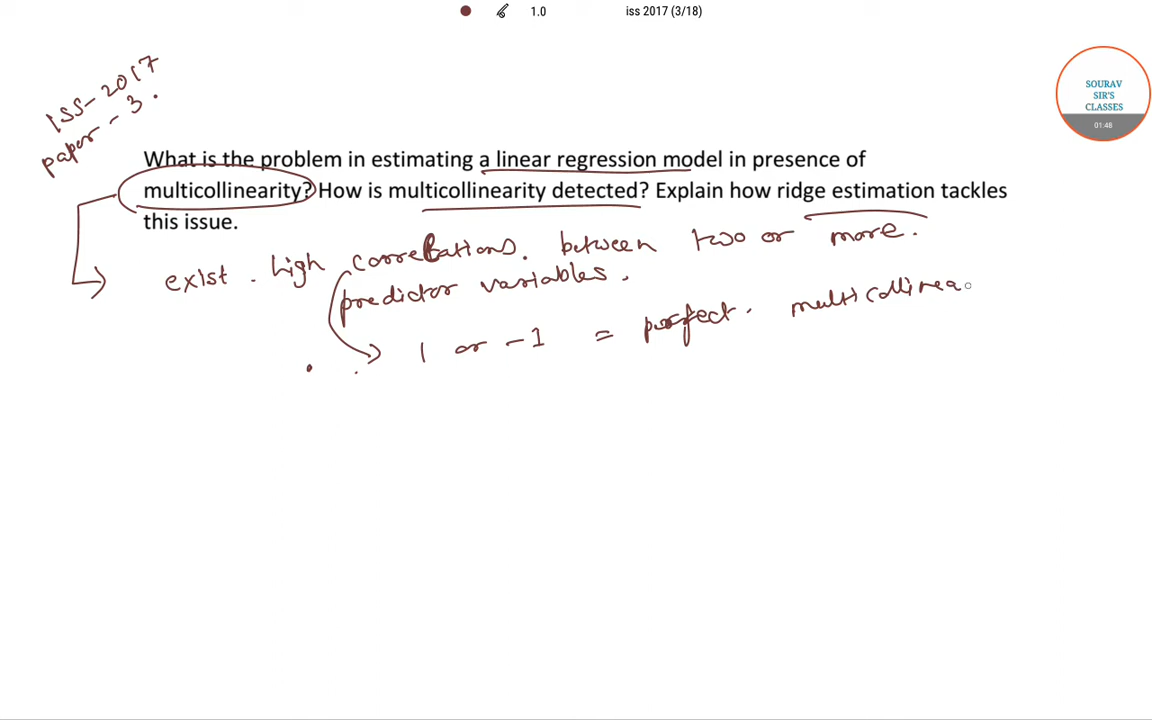 1.0 iss 2017 (3/18)
SOURAV
SIR'S
CLASSES
01:48
ISS-2017
paper - 3.
What is the problem in estimating a linear regression model in presence of
multicollinearity? How is multicollinearity detected? Explain how ridge estimation tackles
this issue.
exist. high correlations. between two or more.
predictor variables.
1 or -1 = perfect. multicollinea